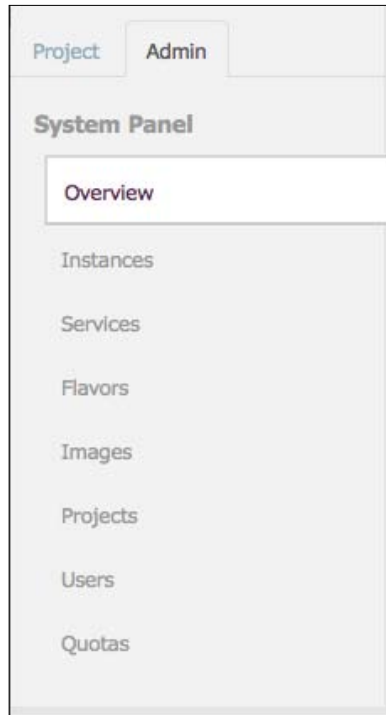 Project Admin
System Panel
Overview
Instances
Services
Flavors
Images
Projects
Users
Quotas